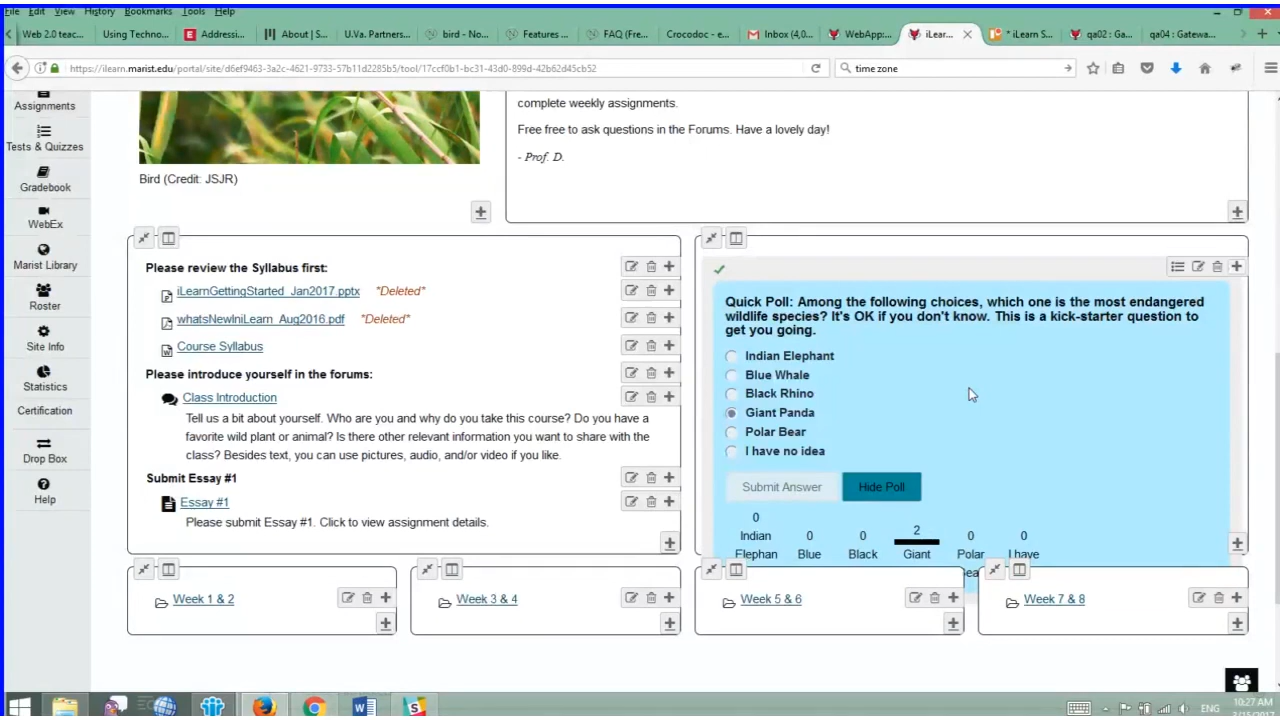 File Edit View History Bookmarks Tools Help
Web 2.0 teac... Using Techno... Addressi... About | S... U.Va. Partners... bird - No... Features ... FAQ (Fre... Crocodoc - e... Inbox (4,0... WebApp:... iLear... * iLearn S... qa02 : Ga... qa04 : Gatewa...
https://ilearn.marist.edu/portal/site/d6ef9463-a2c-4621-9733-57b11d2285b5/tool/17ccf0b1-bc31-43d0-899d-42b62d45cb52
time zone
Assignments
Tests & Quizzes
Gradebook
WebEx
Marist Library
Roster
Site Info
Statistics
Certification
Drop Box
Help
complete weekly assignments.
Free free to ask questions in the Forums. Have a lovely day!
- Prof. D.
Bird (Credit: JSJR)
Please review the Syllabus first:
iLearnGettingStarted_Jan2017.pptx *Deleted*
whatsNewIniLearn_Aug2016.pdf *Deleted*
Course Syllabus
Please introduce yourself in the forums:
Class Introduction
Tell us a bit about yourself. Who are you and why do you take this course? Do you have a
favorite wild plant or animal? Is there other relevant information you want to share with the
class? Besides text, you can use pictures, audio, and/or video if you like.
Submit Essay #1
Essay #1
Please submit Essay #1. Click to view assignment details.
Quick Poll: Among the following choices, which one is the most endangered
wildlife species? It's OK if you don't know. This is a kick-starter question to
get you going.
Indian Elephant
Blue Whale
Black Rhino
Giant Panda
Polar Bear
I have no idea
Submit Answer Hide Poll
0 0 0 2 0 0
Indian Blue Black Giant Polar I have
Elephan
Week 1 & 2
Week 3 & 4
Week 5 & 6
Week 7 & 8
ENG
10:27 AM
2/15/2017